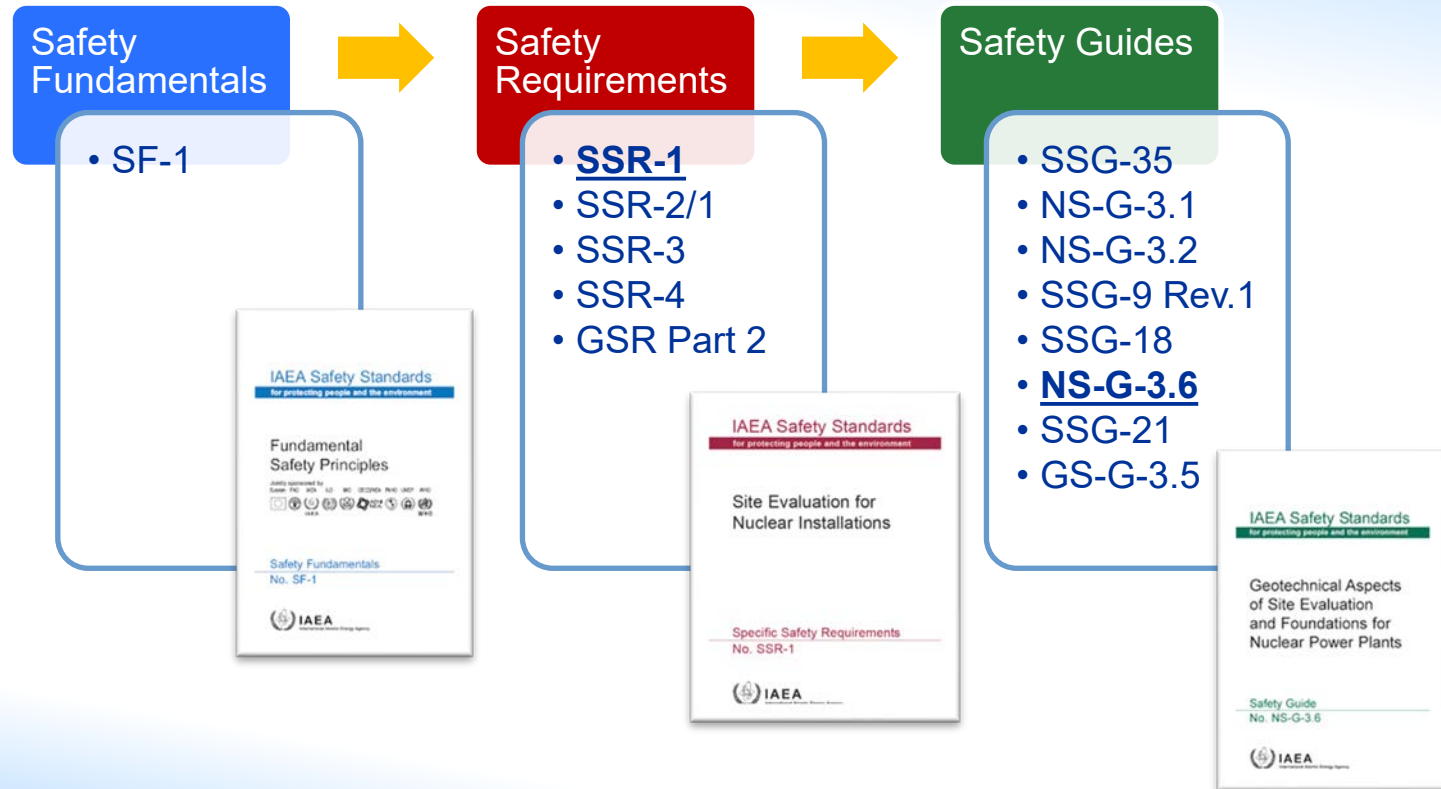 Safety
Fundamentals
• SF-1
IAEA Safety Standards
for protecting people and the environment
Fundamental
Safety Principles
Safety Fundamentals
No. SF-1
IAEA
Safety
Requirements
• SSR-1
• SSR-2/1
• SSR-3
• SSR-4
• GSR Part 2
IAEA Safety Standards
for protecting people and the environment
Site Evaluation for
Nuclear Installations
Specific Safety Requirements
No. SSR-1
IAEA
Safety Guides
• SSG-35
• NS-G-3.1
• NS-G-3.2
• SSG-9 Rev.1
• SSG-18
• NS-G-3.6
• SSG-21
• GS-G-3.5
IAEA Safety Standards
for protecting people and the environment
Geotechnical Aspects
of Site Evaluation
and Foundations for
Nuclear Power Plants
Safety Guide
No. NS-G-3.6
IAEA